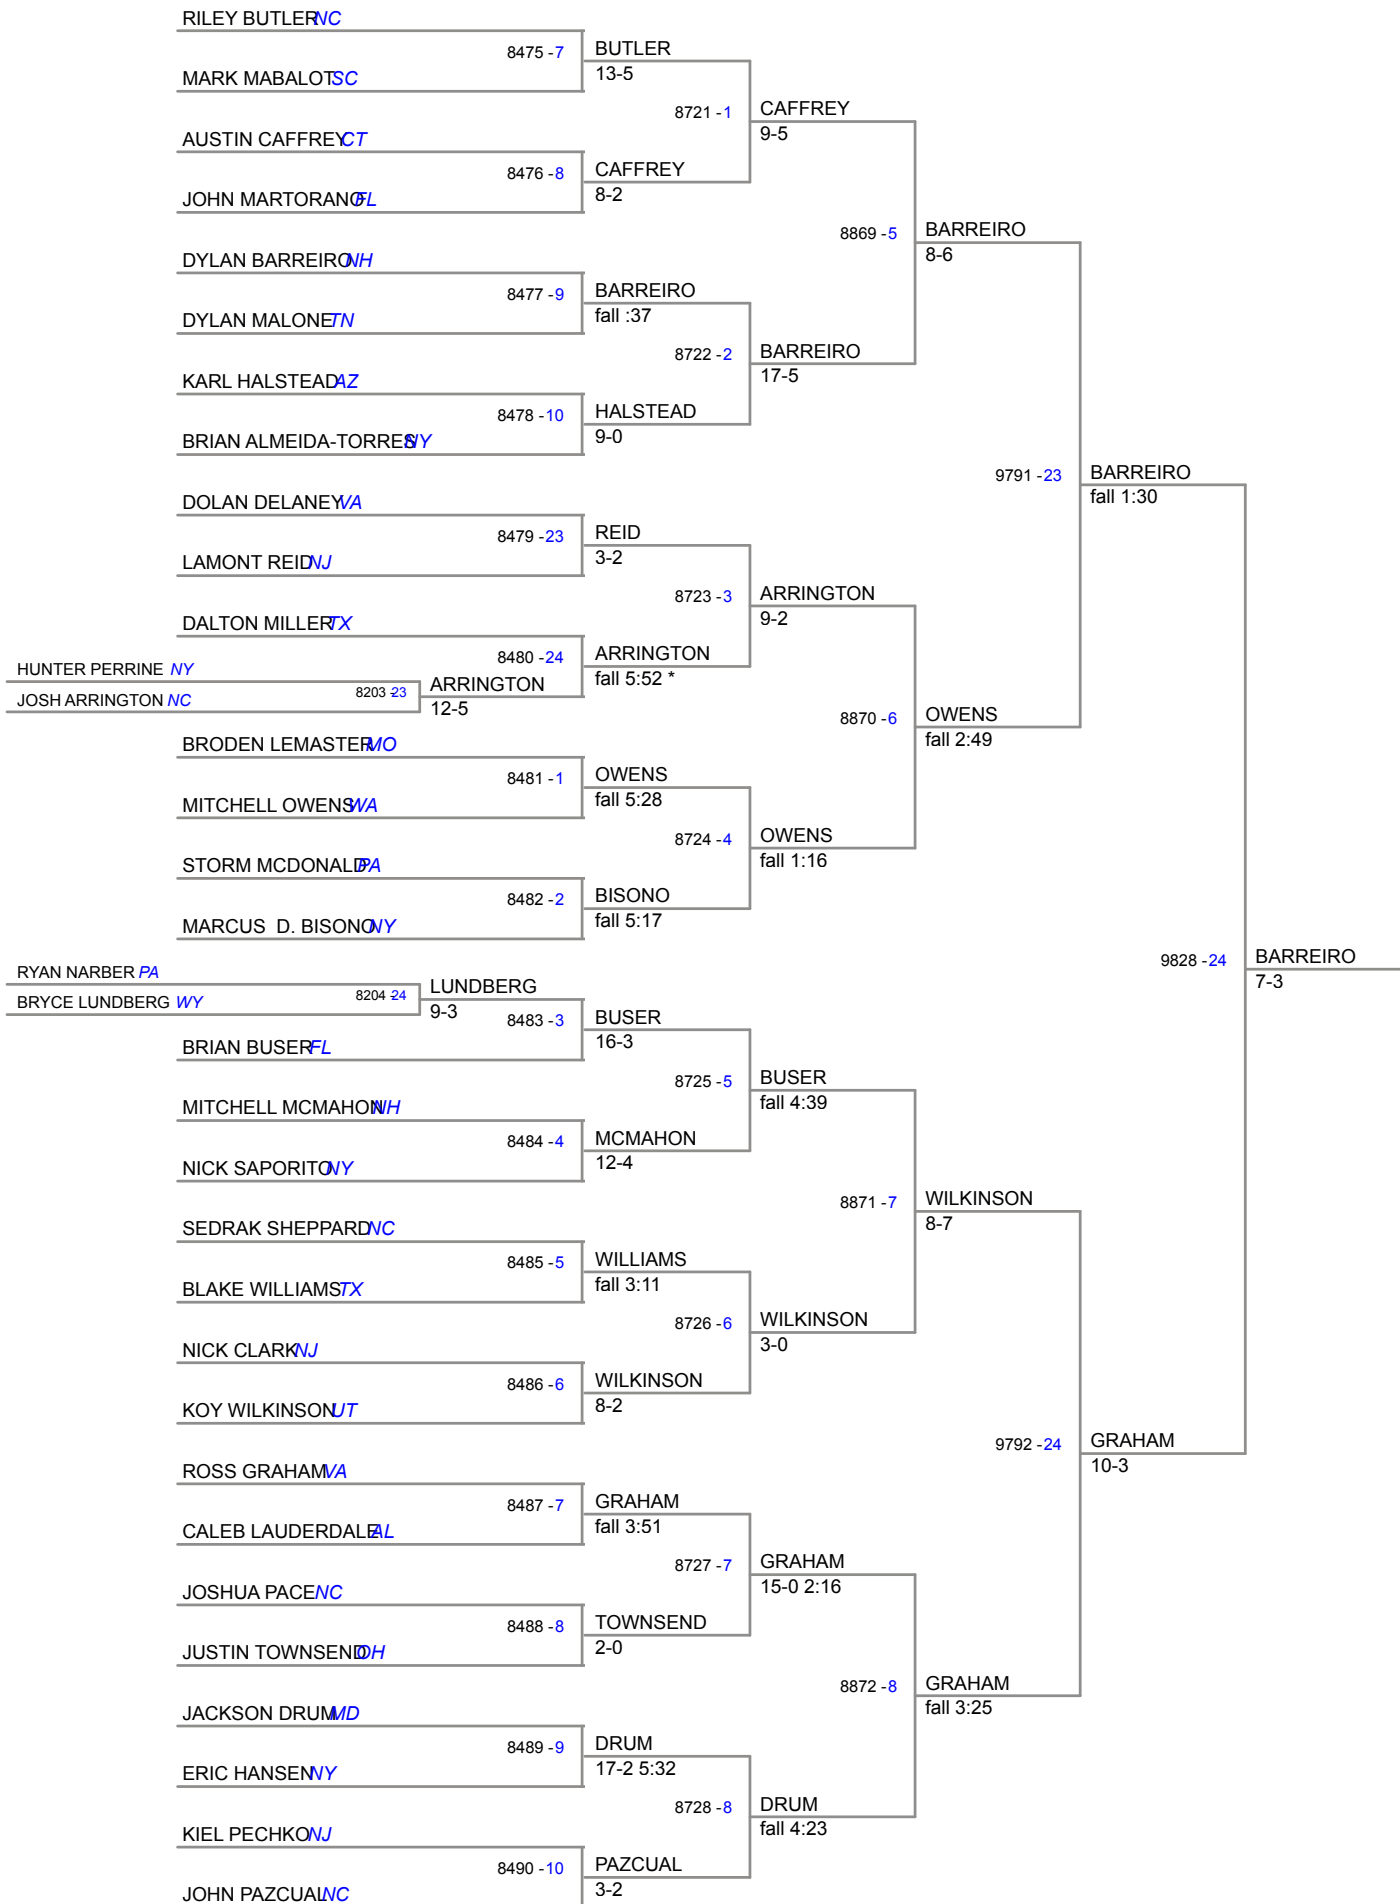 RILEY BUTLER NC
8475 - 7 BUTLER
13-5
MARK MABALOT SC
8721 - 1 CAFFREY
9-5
AUSTIN CAFFREY CT
8476 - 8 CAFFREY
8-2
JOHN MARTORANO FL
8869 - 5 BARREIRO
8-6
DYLAN BARREIRO NH
8477 - 9 BARREIRO
fall :37
DYLAN MALONE TN
8722 - 2 BARREIRO
17-5
KARL HALSTEAD AZ
8478 - 10 HALSTEAD
9-0
BRIAN ALMEIDA-TORRES NY
9791 - 23 BARREIRO
fall 1:30
DOLAN DELANEY VA
8479 - 23 REID
3-2
LAMONT REID NJ
8723 - 3 ARRINGTON
9-2
DALTON MILLER TX
8480 - 24 ARRINGTON
fall 5:52 *
HUNTER PERRINE NY
8203 - 23 ARRINGTON
12-5
JOSH ARRINGTON NC
8870 - 6 OWENS
fall 2:49
BRODEN LEMASTER MO
8481 - 1 OWENS
fall 5:28
MITCHELL OWENS WA
8724 - 4 OWENS
fall 1:16
STORM MCDONALD PA
8482 - 2 BISONO
fall 5:17
MARCUS  D. BISONO NY
9828 - 24 BARREIRO
7-3
RYAN NARBER PA
8204 - 24 LUNDBERG
9-3
BRYCE LUNDBERG WY
8483 - 3 BUSER
16-3
BRIAN BUSER FL
8725 - 5 BUSER
fall 4:39
MITCHELL MCMAHON NH
8484 - 4 MCMAHON
12-4
NICK SAPORITO NY
8871 - 7 WILKINSON
8-7
SEDRAK SHEPPARD NC
8485 - 5 WILLIAMS
fall 3:11
BLAKE WILLIAMS TX
8726 - 6 WILKINSON
3-0
NICK CLARK NJ
8486 - 6 WILKINSON
8-2
KOY WILKINSON UT
9792 - 24 GRAHAM
10-3
ROSS GRAHAM VA
8487 - 7 GRAHAM
fall 3:51
CALEB LAUDERDALE AL
8727 - 7 GRAHAM
15-0 2:16
JOSHUA PACE NC
8488 - 8 TOWNSEND
2-0
JUSTIN TOWNSEND OH
8872 - 8 GRAHAM
fall 3:25
JACKSON DRUM MD
8489 - 9 DRUM
17-2 5:32
ERIC HANSEN NY
8728 - 8 DRUM
fall 4:23
KIEL PECHKO NJ
8490 - 10 PAZCUAL
3-2
JOHN PAZCUAL NC